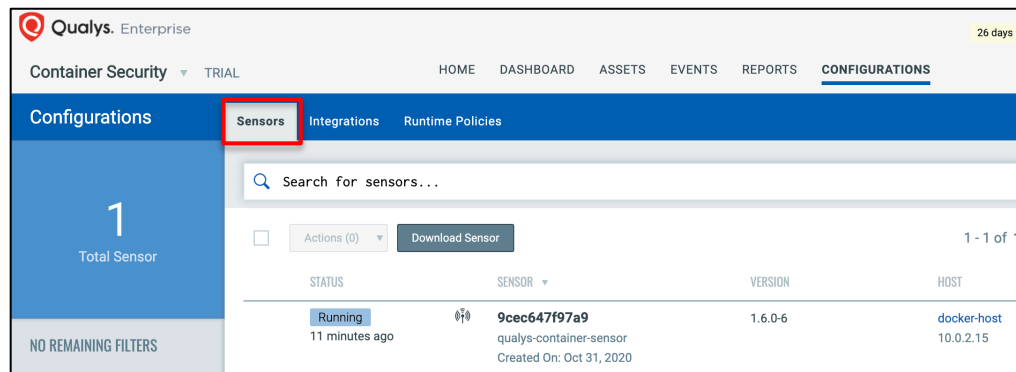 Qualys. Enterprise
26 days
Container Security TRIAL HOME DASHBOARD ASSETS EVENTS REPORTS CONFIGURATIONS
Configurations Sensors Integrations Runtime Policies
Search for sensors...
1
Total Sensor
Actions (0) Download Sensor 1 - 1 of
STATUS SENSOR VERSION HOST
Running 9cec647f97a9 1.6.0-6 docker-host
11 minutes ago qualys-container-sensor 10.0.2.15
Created On: Oct 31, 2020
NO REMAINING FILTERS